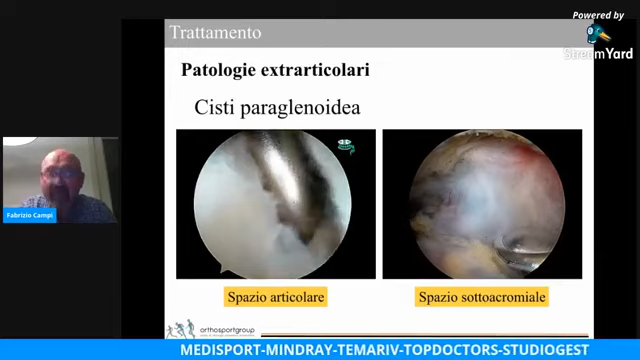 Powered by
StreamYard
Trattamento
Patologie extrarticolari
Cisti paraglenoidea
Fabrizio Campi
Spazio articolare
Spazio sottoacromiale
orthosportgroup
MEDISPORT-MINDRAY-TEMARIV-TOPDOCTORS-STUDIOGEST